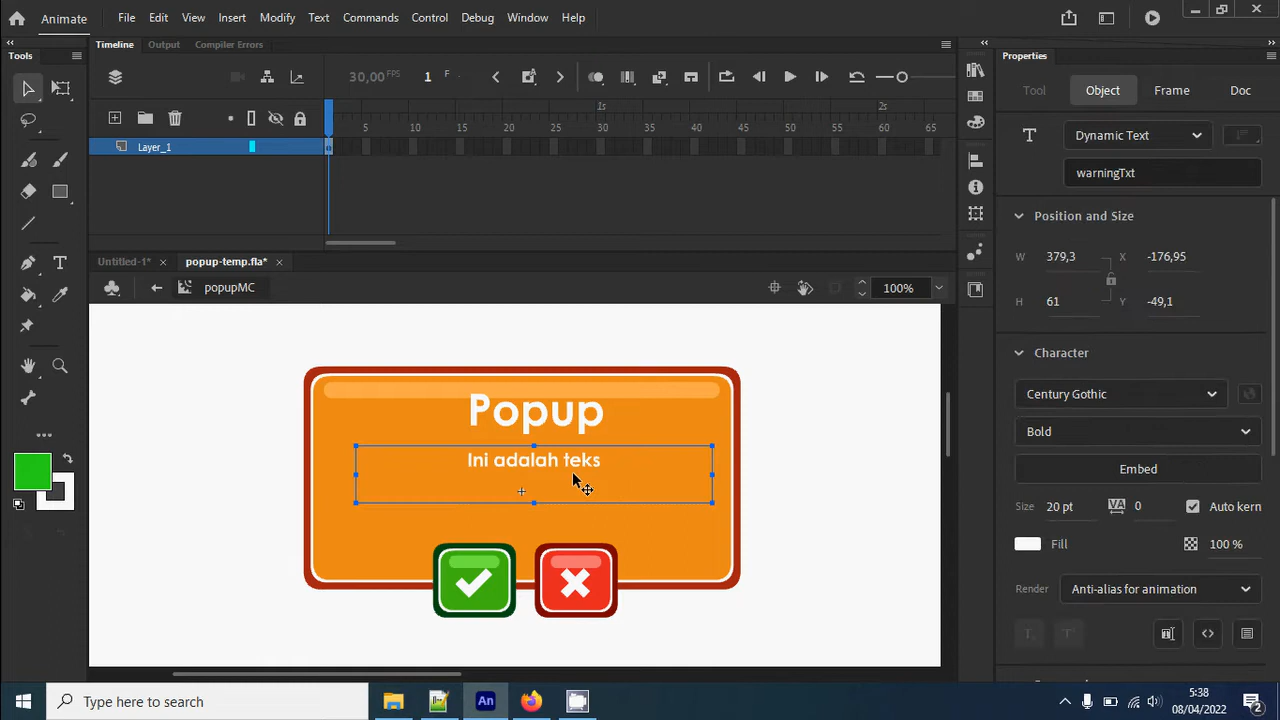 Animate File Edit View Insert Modify Text Commands Control Debug Window Help
Timeline Output Compiler Errors
Tools
Properties
30,00 FPS 1 F
Tool Object Frame Doc
1s 2s
5 10 15 20 25 30 35 40 45 50 55 60 65
Layer_1
Dynamic Text
warningTxt
Position and Size
W 379,3 X -176,95
H 61 Y -49,1
Untitled-1* × popup-temp.fla* ×
popupMC
100%
Character
Century Gothic
Bold
Embed
Size 20 pt VA 0 Auto kern
Fill 100 %
Render Anti-alias for animation
Popup
Ini adalah teks
Type here to search
An
5:38
08/04/2022
2